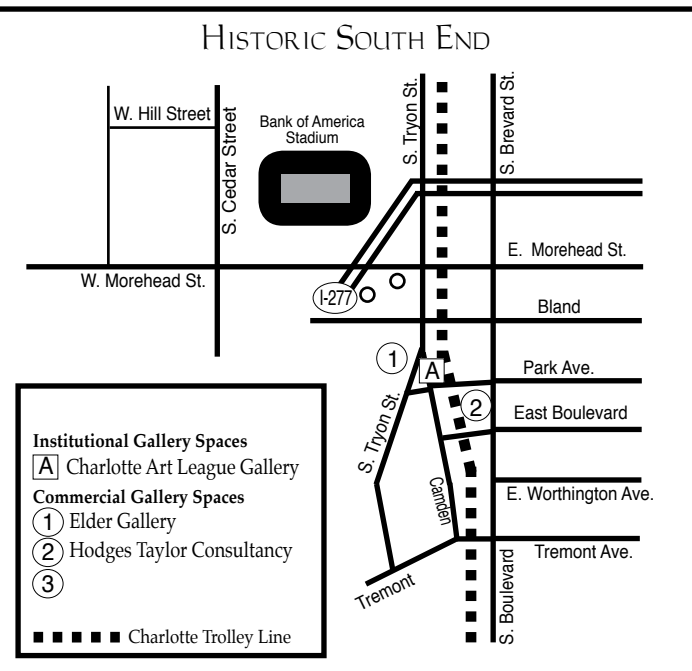 HISTORIC SOUTH END
W. Hill Street
S. Cedar Street
Bank of America
Stadium
S. Tryon St.
S. Brevard St.
E. Morehead St.
W. Morehead St.
I-277
Bland
1
A
Park Ave.
2
East Boulevard
S. Tryon St.
Camden
E. Worthington Ave.
Tremont Ave.
Tremont
S. Boulevard
Institutional Gallery Spaces
A Charlotte Art League Gallery
Commercial Gallery Spaces
1 Elder Gallery
2 Hodges Taylor Consultancy
3
Charlotte Trolley Line